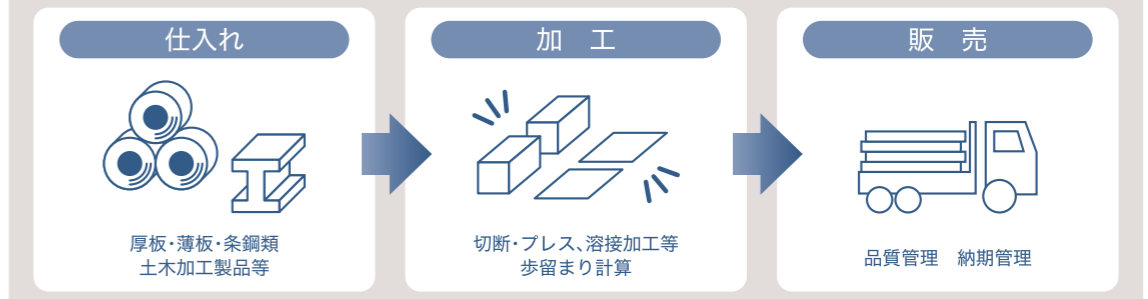 仕入れ
厚板・薄板・条鋼類
土木加工製品等
加　工
切断・プレス、溶接加工等
歩留まり計算
販　売
品質管理　納期管理